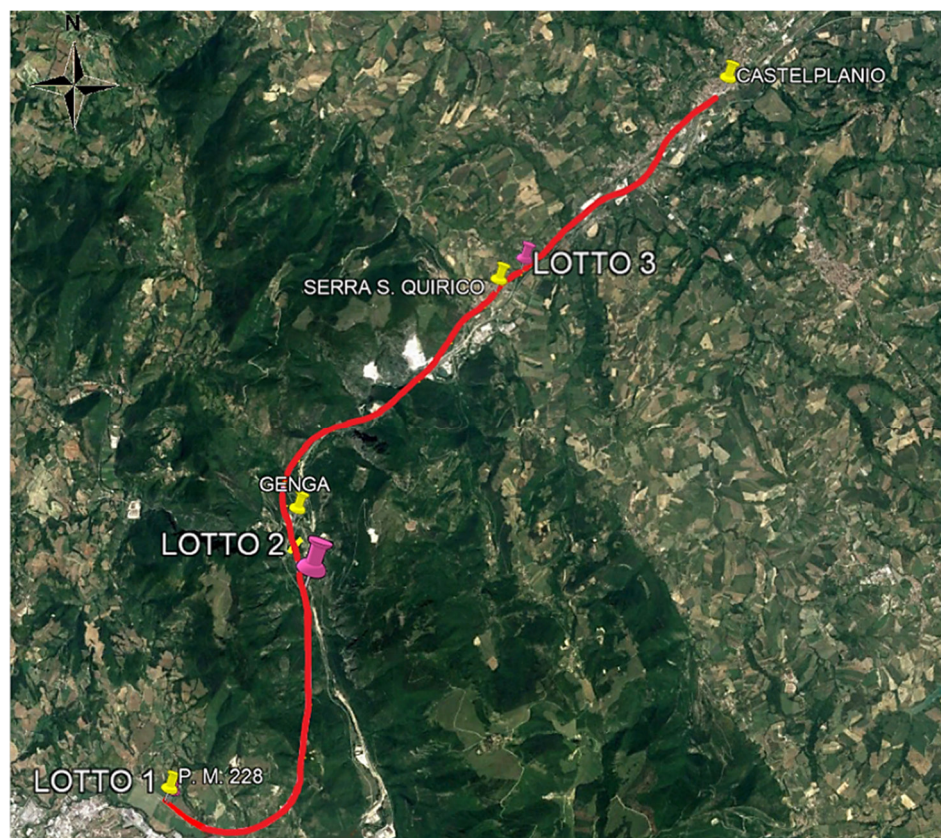 N
CASTELPLANIO
LOTTO 3
SERRA S. QUIRICO
GENGA
LOTTO 2
LOTTO 1
P. M. 228